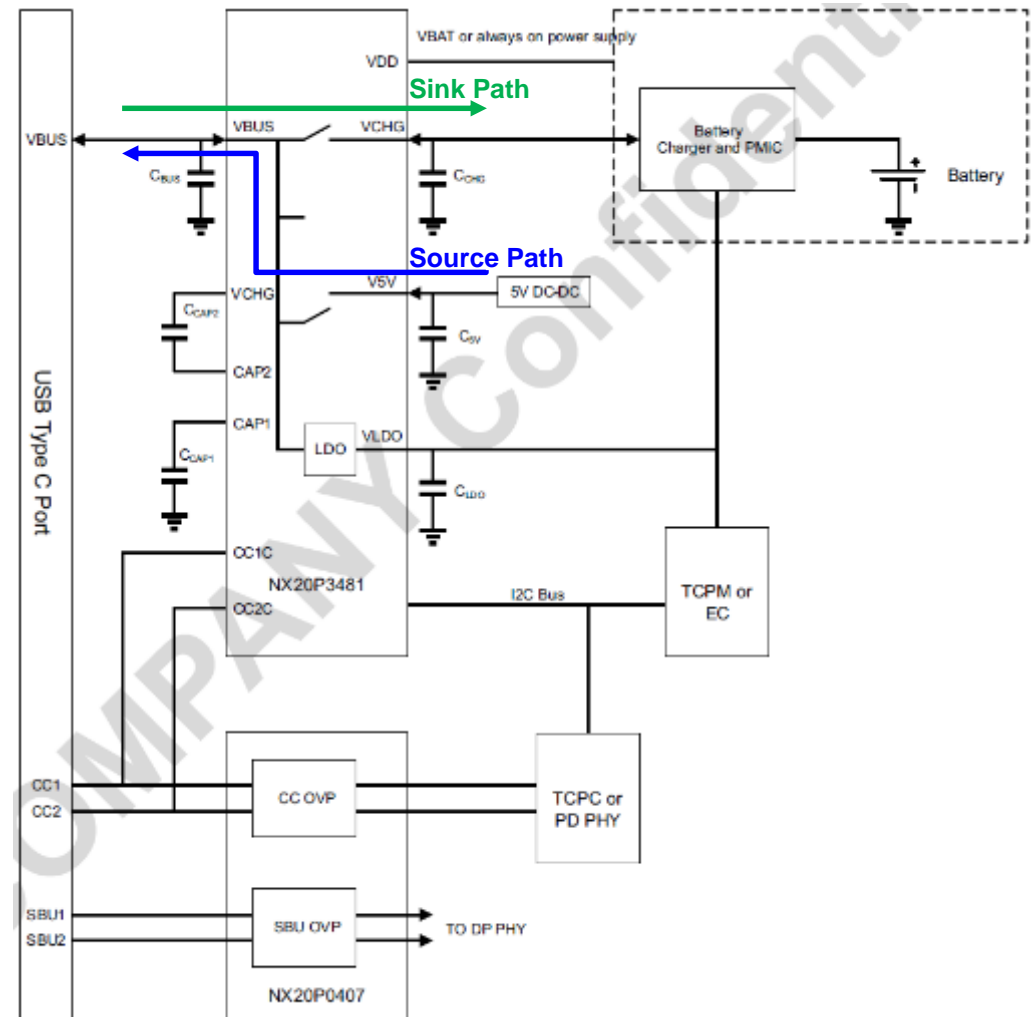 VBAT or always on power supply
VDD
Sink Path
VBUS
VBUS
VCHG
Battery
Charger and PMIC
CBUS
CCHG
Battery
Source Path
VCHG
V5V
5V DC-DC
CCAP2
C5V
CAP2
CAP1
VLDO
LDO
CCAP1
CLDO
USB Type C Port
CC1C
NX20P3481
I2C Bus
TCPM or
EC
CC2C
CC1
CC2
CC OVP
TCPC or
PD PHY
SBU1
SBU2
SBU OVP
TO DP PHY
NX20P0407
COMPANY Confidenti